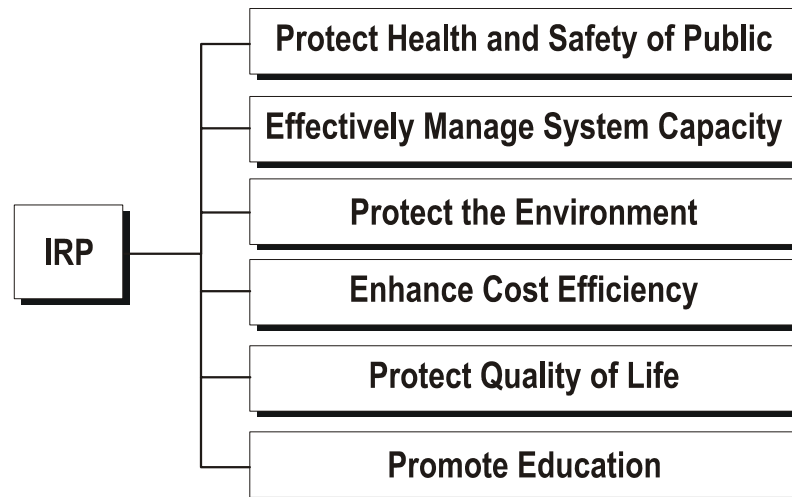 Protect Health and Safety of Public
Effectively Manage System Capacity
Protect the Environment
IRP
Enhance Cost Efficiency
Protect Quality of Life
Promote Education